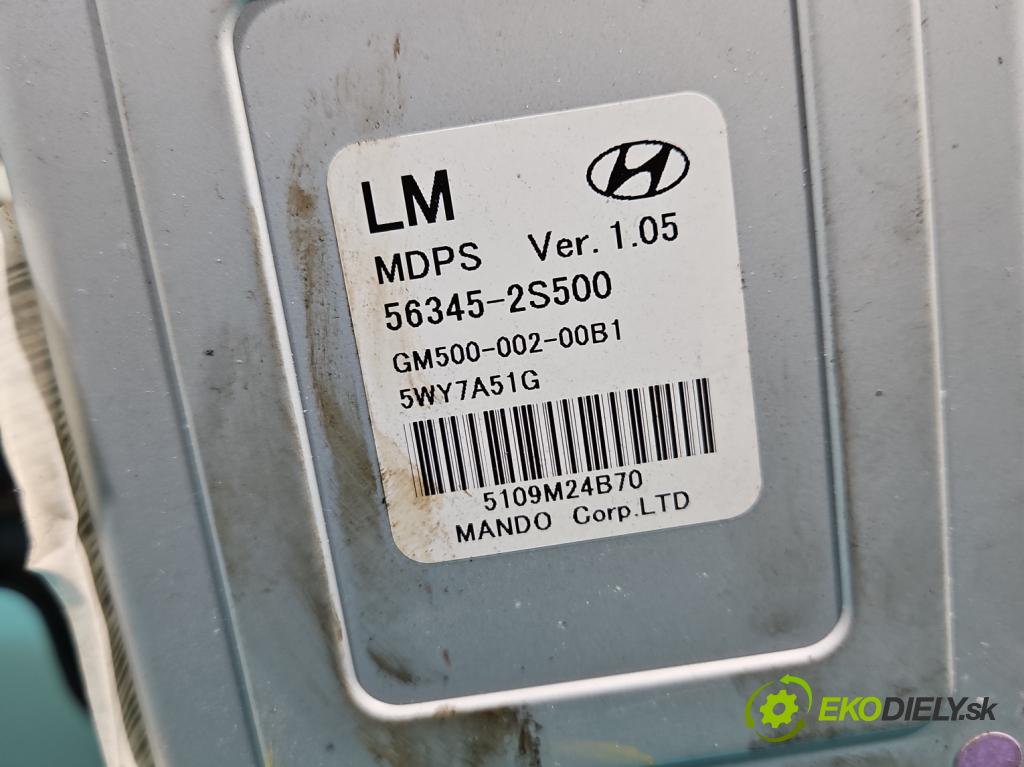 LM
MDPS Ver. 1.05
56345-2S500
GM500-002-00B1
5WY7A51G
5109M24B70
MANDO Corp.LTD
EKODIELY.sk